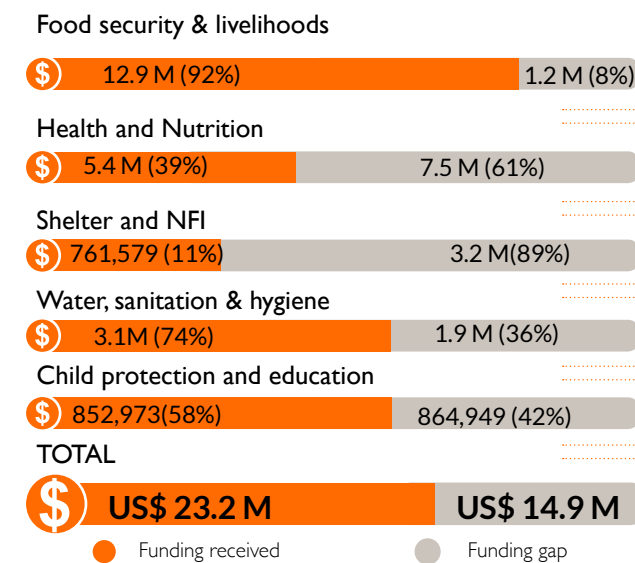 Food security & livelihoods
$ 12.9 M (92%) 1.2 M (8%)
Health and Nutrition
$ 5.4 M (39%) 7.5 M (61%)
Shelter and NFI
$ 761,579 (11%) 3.2 M(89%)
Water, sanitation & hygiene
$ 3.1M (74%) 1.9 M (36%)
Child protection and education
$ 852,973(58%) 864,949 (42%)
TOTAL
$ US$ 23.2 M US$ 14.9 M
Funding received Funding gap